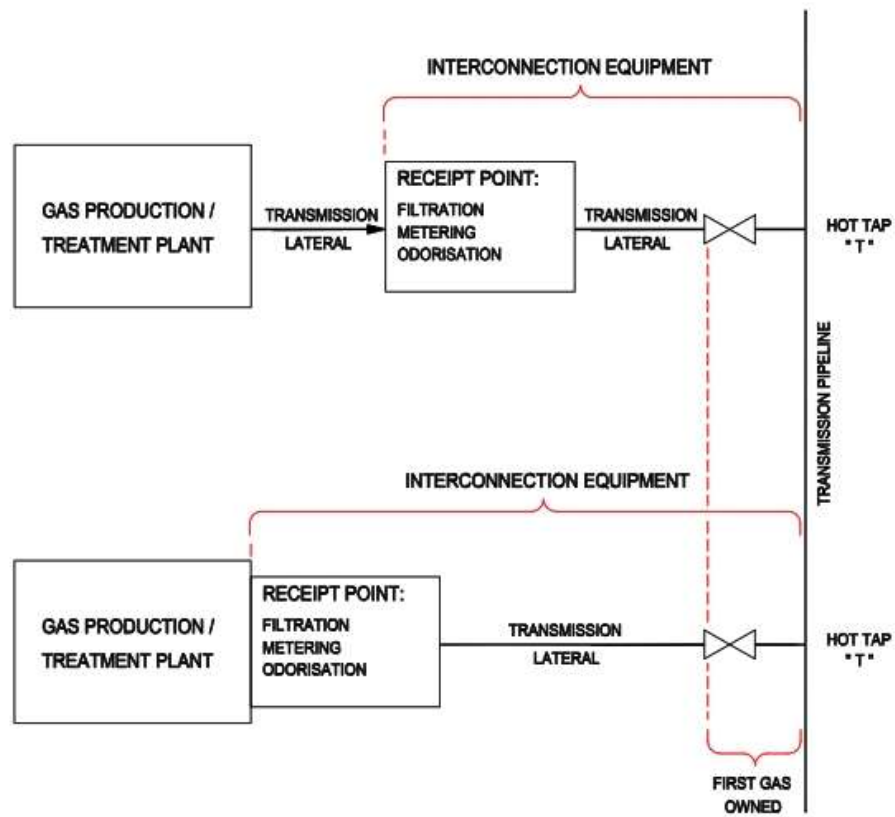 INTERCONNECTION EQUIPMENT
GAS PRODUCTION /
TREATMENT PLANT
TRANSMISSION
LATERAL
RECEIPT POINT:
FILTRATION
METERING
ODORISATION
TRANSMISSION
LATERAL
HOT TAP
"T"
TRANSMISSION PIPELINE
INTERCONNECTION EQUIPMENT
GAS PRODUCTION /
TREATMENT PLANT
RECEIPT POINT:
FILTRATION
METERING
ODORISATION
TRANSMISSION
LATERAL
HOT TAP
"T"
FIRST GAS
OWNED